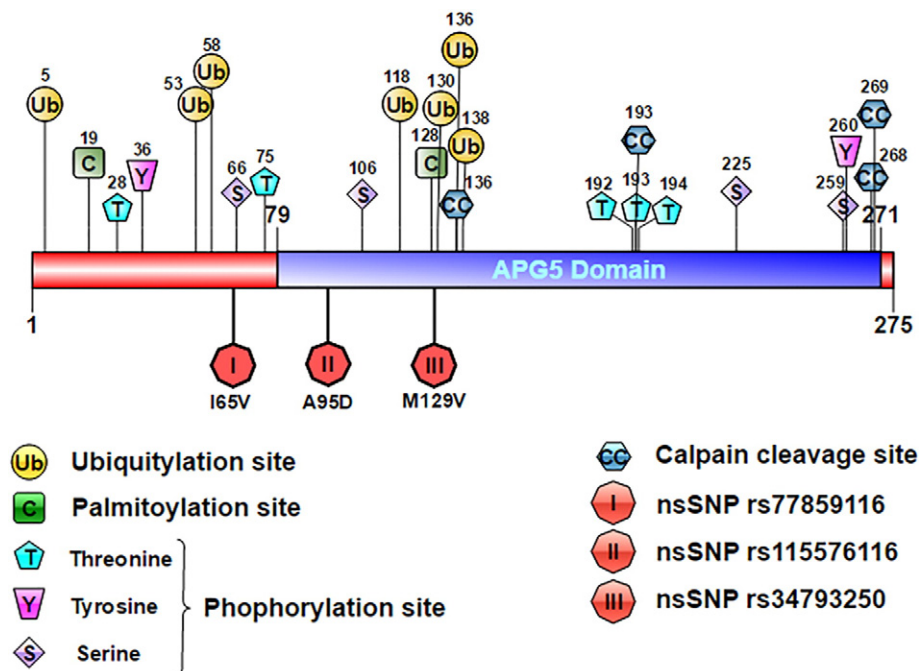 136
58
5
53
118
130
269
Ub
Ub
Ub
Ub
Ub
Ub
19
36
128
138
193
CC
260
C
Y
66
75
106
C
Ub
CC
Y
268
28
T
S
T
S
CC
136
192
193
194
225
S
259
CC
T
79
T
T
T
S
271
APG5 Domain
1
275
I
II
III
I65V
A95D
M129V
Ub Ubiquitylation site
C Palmitoylation site
T Threonine
Y Tyrosine
S Serine
Phophorylation site
CC Calpain cleavage site
I nsSNP rs77859116
II nsSNP rs115576116
III nsSNP rs34793250